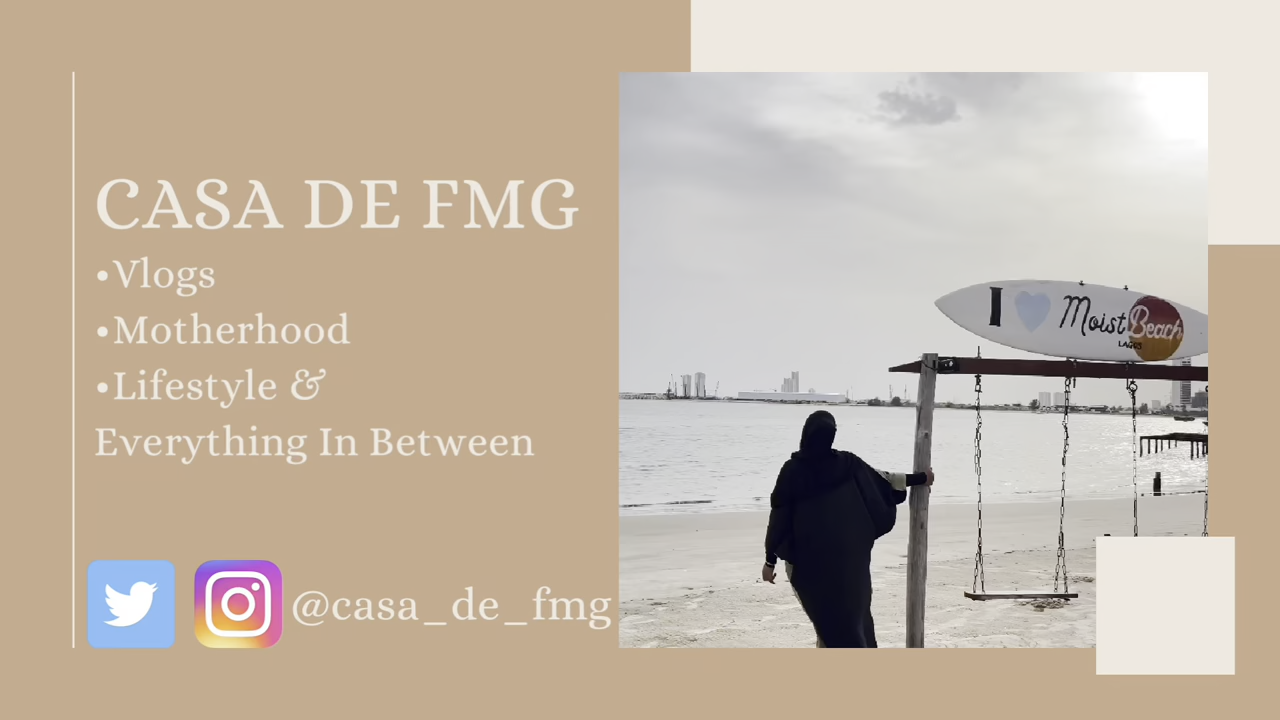 CASA DE FMG
•Vlogs
•Motherhood
•Lifestyle &
Everything In Between
@casa_de_fmg
I Moist Beach
LAGOS